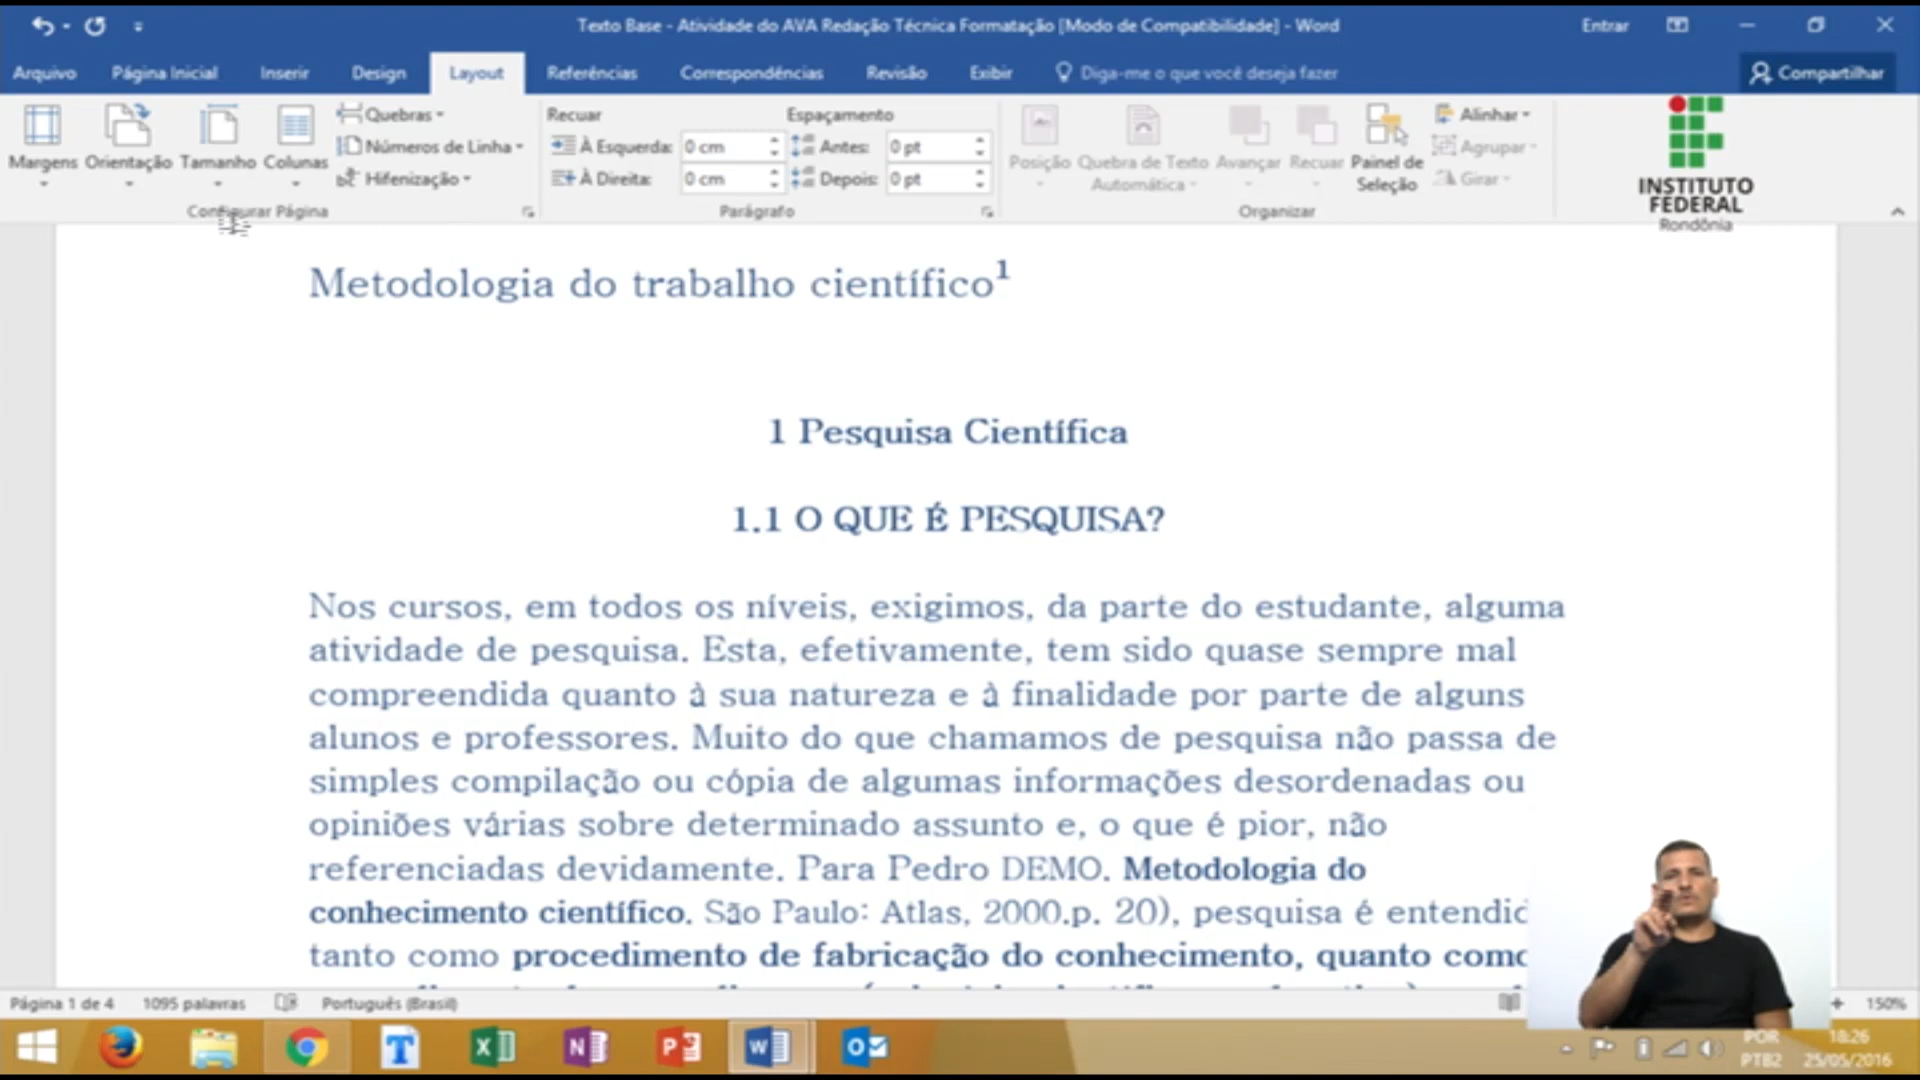 Texto Base - Atividade do AVA Redação Técnica Formatação [Modo de Compatibilidade] - Word
Entrar
Arquivo Página Inicial Inserir Design Layout Referências Correspondências Revisão Exibir Diga-me o que você deseja fazer Compartilhar
Margens Orientação Tamanho Colunas
Quebras
Números de Linha
Hifenização
Configurar Página
Recuar Espaçamento
À Esquerda: 0 cm Antes: 0 pt
À Direita: 0 cm Depois: 0 pt
Parágrafo
Posição Quebra de Texto Automática Avançar Recuar Painel de Seleção
Alinhar
Agrupar
Girar
Organizar
INSTITUTO
FEDERAL
Rondônia
Metodologia do trabalho científico¹
1 Pesquisa Científica
1.1 O QUE É PESQUISA?
Nos cursos, em todos os níveis, exigimos, da parte do estudante, alguma
atividade de pesquisa. Esta, efetivamente, tem sido quase sempre mal
compreendida quanto à sua natureza e à finalidade por parte de alguns
alunos e professores. Muito do que chamamos de pesquisa não passa de
simples compilação ou cópia de algumas informações desordenadas ou
opiniões várias sobre determinado assunto e, o que é pior, não
referenciadas devidamente. Para Pedro DEMO. Metodologia do
conhecimento científico. São Paulo: Atlas, 2000.p. 20), pesquisa é entendid
tanto como procedimento de fabricação do conhecimento, quanto como
Página 1 de 4 1095 palavras Português (Brasil) 150%
POR 18:26
PTB2 25/05/2016